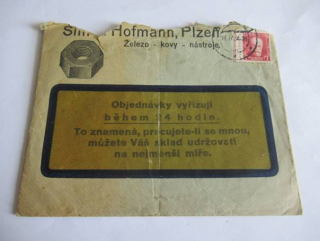 Hofmann, Plzeň
Železo - kovy - nástroje.
Objednávky vyřizuji
během 24 hodin.
To znamená, pracujete-li se mnou,
můžete Váš sklad udržovati
na nejmenší míře.